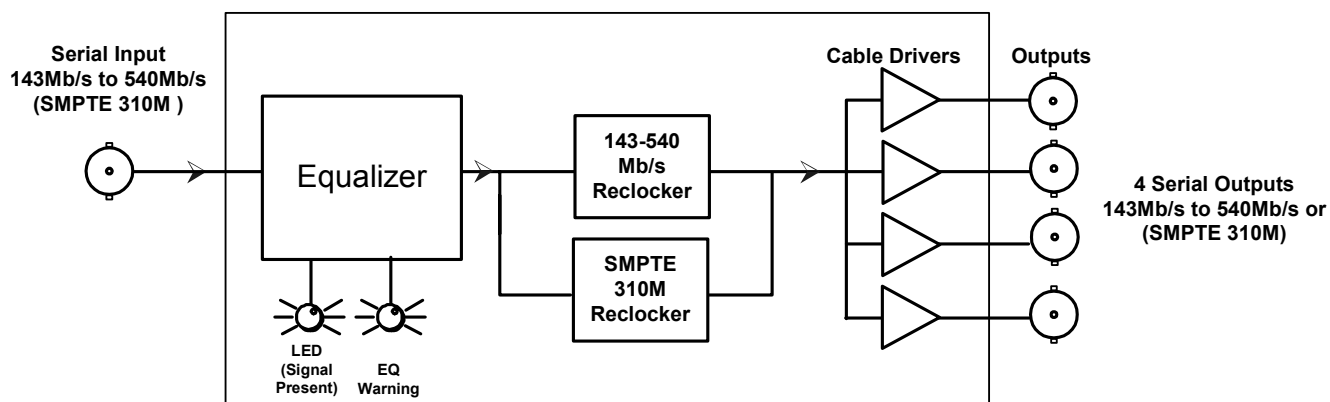 Serial Input
143Mb/s to 540Mb/s
(SMPTE 310M )
Equalizer
LED
(Signal
Present)
EQ
Warning
143-540
Mb/s
Reclocker
SMPTE
310M
Reclocker
Cable Drivers
Outputs
4 Serial Outputs
143Mb/s to 540Mb/s or
(SMPTE 310M)